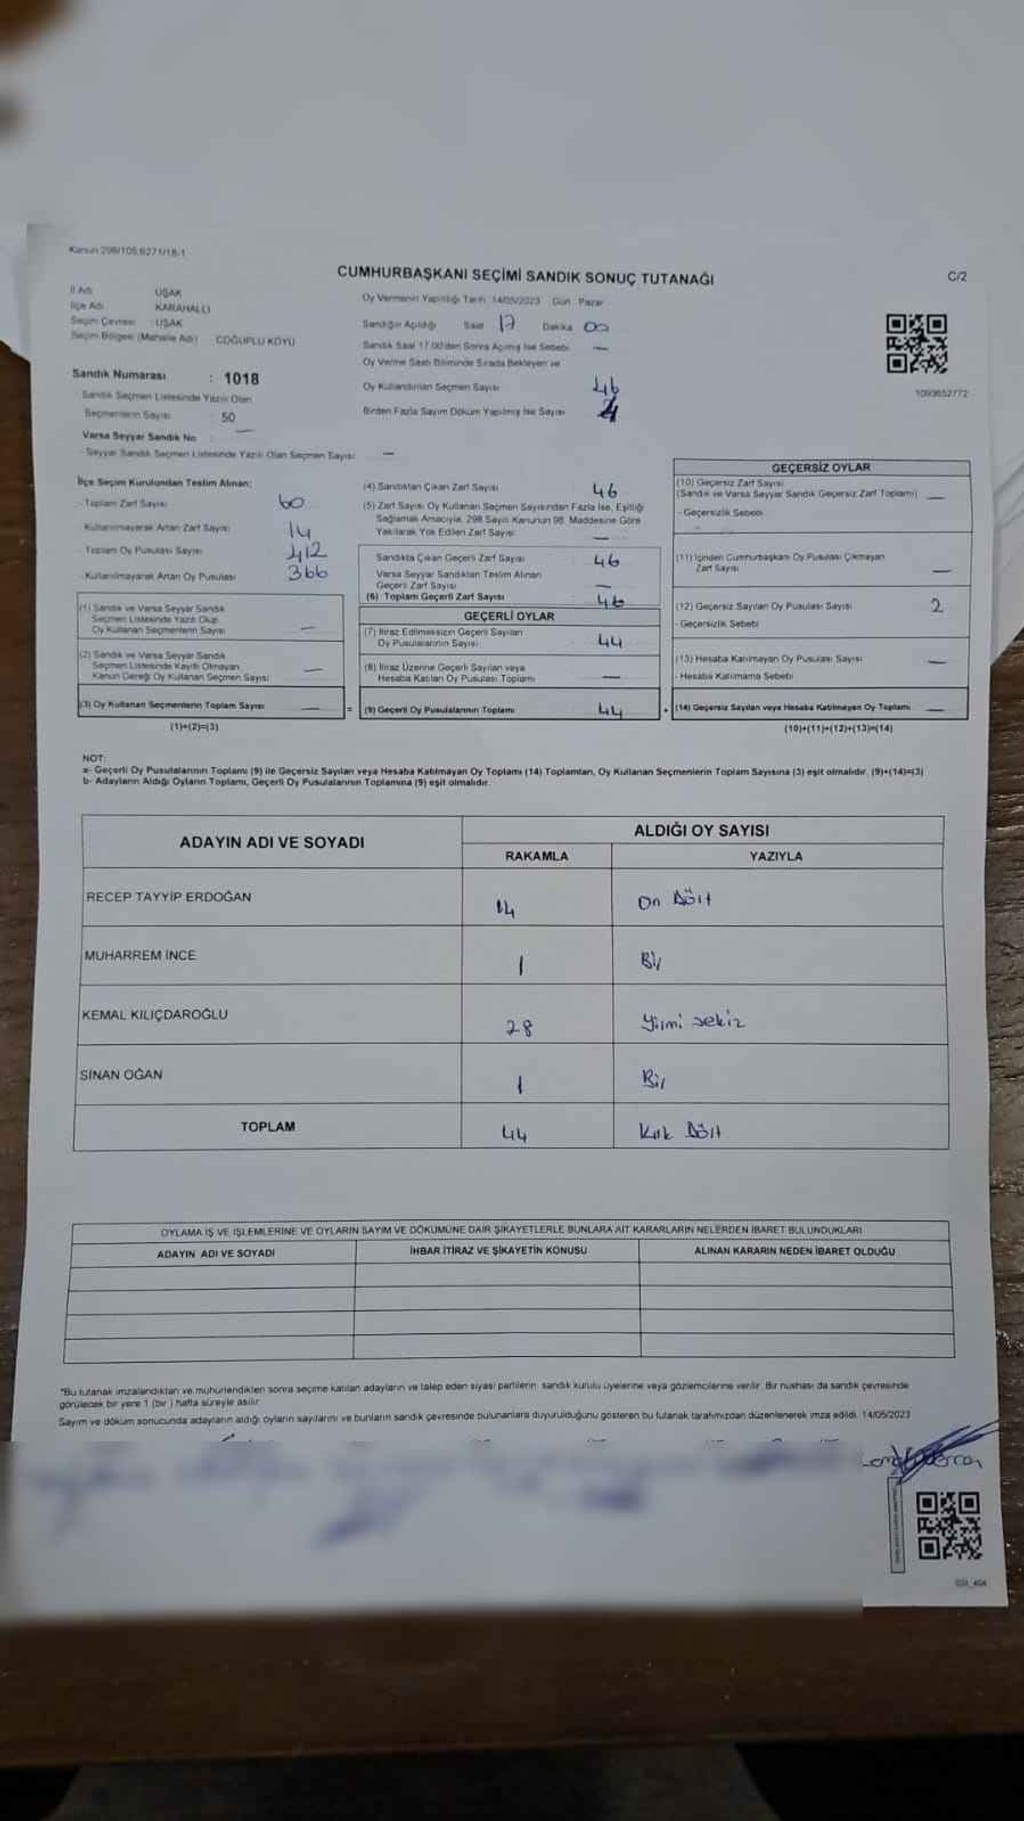 Kanun 298/105 6271/18-1
CUMHURBAŞKANI SEÇİMİ SANDIK SONUÇ TUTANAĞI
C/2
İl Adı UŞAK
İlçe Adı KARAHALLI
Seçim Çevresi : UŞAK
Seçim Bölgesi (Mahalle Adı) COĞUPLU KÖYÜ
Sandık Numarası : 1018
Sandık Seçmen Listesinde Yazılı Olan
Seçmenlerin Sayısı 50
Varsa Seyyar Sandık No —
- Seyyar Sandık Seçmen Listesinde Yazılı Olan Seçmen Sayısı —
Oy Vermenin Yapıldığı Tarih 14/05/2023 Gün : Pazar
Sandığın Açıldığı Saat 17 Dakika 00
Sandık Saat 17.00'den Sonra Açılmış İse Sebebi —
Oy Verme Saati Bitiminde Sırada Bekleyen ve
Oy Kullandırılan Seçmen Sayısı 46
Birden Fazla Sayım Döküm Yapılmış İse Sayısı
1093652772
İlçe Seçim Kurulundan Teslim Alınan:
- Toplam Zarf Sayısı 60
- Kullanılmayarak Artan Zarf Sayısı 14
- Toplam Oy Pusulası Sayısı 412
- Kullanılmayarak Artan Oy Pusulası 366
(1) Sandık ve Varsa Seyyar Sandık
Seçmen Listesinde Yazılı Olup
Oy Kullanan Seçmenlerin Sayısı —
(2) Sandık ve Varsa Seyyar Sandık
Seçmen Listesinde Kayıtlı Olmayan
Kanun Gereği Oy Kullanan Seçmen Sayısı —
(3) Oy Kullanan Seçmenlerin Toplam Sayısı —
(1)+(2)=(3)
(4) Sandıktan Çıkan Zarf Sayısı 46
(5) Zarf Sayısı Oy Kullanan Seçmen Sayısından Fazla İse, Eşitliği
Sağlamak Amacıyla, 298 Sayılı Kanunun 98. Maddesine Göre
Yakılarak Yok Edilen Zarf Sayısı —
Sandıkta Çıkan Geçerli Zarf Sayısı 46
Varsa Seyyar Sandıktan Teslim Alınan
Geçerli Zarf Sayısı —
(6) Toplam Geçerli Zarf Sayısı 46
GEÇERLİ OYLAR
(7) İtiraz Edilmeksizin Geçerli Sayılan
Oy Pusulalarının Sayısı 44
(8) İtiraz Üzerine Geçerli Sayılan veya
Hesaba Katılan Oy Pusulası Toplamı —
= (9) Geçerli Oy Pusulalarının Toplamı 44
GEÇERSİZ OYLAR
(10) Geçersiz Zarf Sayısı
(Sandık ve Varsa Seyyar Sandık Geçersiz Zarf Toplamı) —
- Geçersizlik Sebebi
(11) İçinden Cumhurbaşkanı Oy Pusulası Çıkmayan
Zarf Sayısı —
(12) Geçersiz Sayılan Oy Pusulası Sayısı 2
- Geçersizlik Sebebi
(13) Hesaba Katılmayan Oy Pusulası Sayısı —
- Hesaba Katılmama Sebebi
+ (14) Geçersiz Sayılan veya Hesaba Katılmayan Oy Toplamı —
(10)+(11)+(12)+(13)=(14)
NOT:
a- Geçerli Oy Pusulalarının Toplamı (9) ile Geçersiz Sayılan veya Hesaba Katılmayan Oy Toplamı (14) Toplamları, Oy Kullanan Seçmenlerin Toplam Sayısına (3) eşit olmalıdır. (9)+(14)=(3)
b- Adayların Aldığı Oyların Toplamı, Geçerli Oy Pusulalarının Toplamına (9) eşit olmalıdır.
ADAYIN ADI VE SOYADI ALDIĞI OY SAYISI
RAKAMLA YAZIYLA
RECEP TAYYİP ERDOĞAN 14 On Dört
MUHARREM İNCE 1 Bir
KEMAL KILIÇDAROĞLU 28 Yirmi sekiz
SİNAN OĞAN 1 Bir
TOPLAM 44 Kırk Dört
OYLAMA İŞ VE İŞLEMLERİNE VE OYLARIN SAYIM VE DÖKÜMÜNE DAİR ŞİKAYETLERLE BUNLARA AİT KARARLARIN NELERDEN İBARET BULUNDUKLARI
ADAYIN ADI VE SOYADI İHBAR İTİRAZ VE ŞİKAYETİN KONUSU ALINAN KARARIN NEDEN İBARET OLDUĞU
"Bu tutanak imzalandıktan ve mühürlendikten sonra seçime katılan adayların ve talep eden siyasi partilerin sandık kurulu üyelerine veya gözlemcilerine verilir. Bir nüshası da sandık çevresinde
görülecek bir yere 1 (bir) hafta süreyle asılır.
Sayım ve döküm sonucunda adayların aldığı oyların sayılarını ve bunların sandık çevresinde bulunanlara duyurulduğunu gösteren bu tutanak tarafımızdan düzenlenerek imza edildi. 14/05/2023